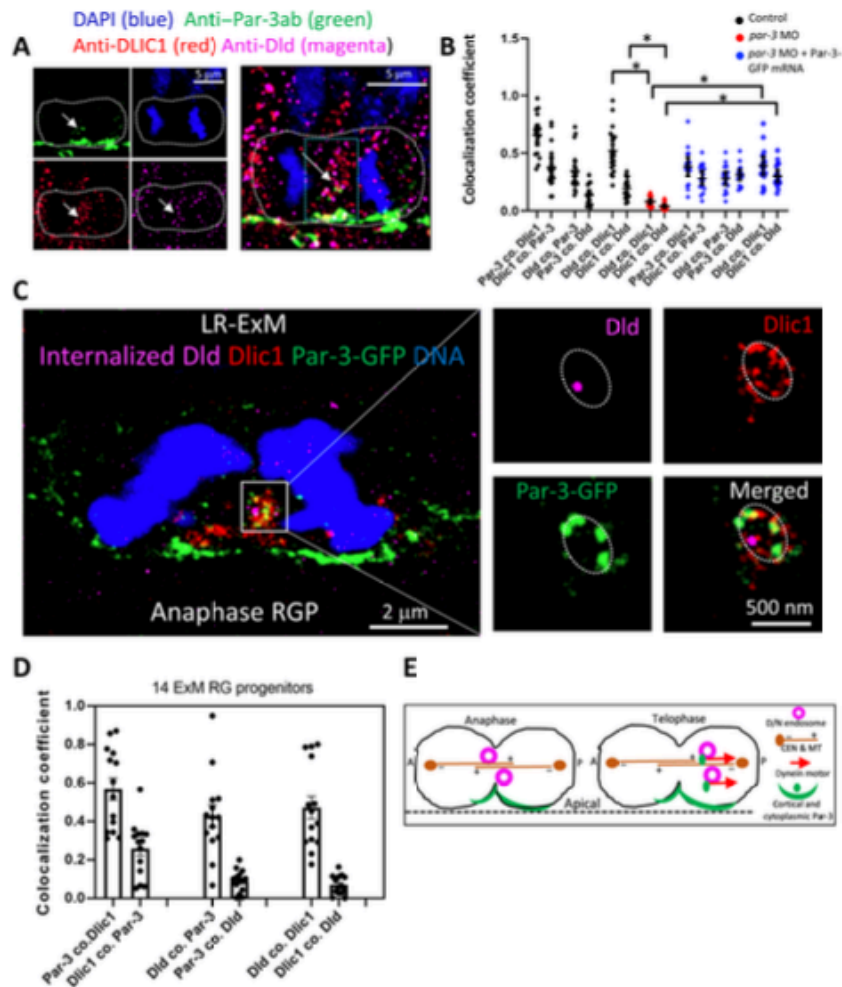 DAPI (blue) Anti–Par-3ab (green)
Anti-DLIC1 (red) Anti-Dld (magenta)
A
5 µm
5 µm
B
Colocalization coefficient
1.0
0.5
0.0
Control
par-3 MO
par-3 MO + Par-3-
GFP mRNA
*
*
*
*
Par-3 co. Dlic1
Dlic1 co. Par-3
Dld co. Par-3
Par-3 co. Dld
Dld co. Dlic1
Dlic1 co. Dld
Dld co. Dlic1
Dlic1 co. Dld
Par-3 co. Dlic1
Dlic1 co. Par-3
Dld co. Par-3
Par-3 co. Dld
Dld co. Dlic1
Dlic1 co. Dld
C
LR-ExM
Internalized Dld Dlic1 Par-3-GFP DNA
Anaphase RGP
2 µm
Dld
Dlic1
Par-3-GFP
Merged
500 nm
D
14 ExM RG progenitors
Colocalization coefficient
1.0
0.8
0.6
0.4
0.2
0.0
Par-3 co.Dlic1
Dlic1 co. Par-3
Dld co. Par-3
Par-3 co. Dld
Dld co. Dlic1
Dlic1 co. Dld
E
Anaphase
Telophase
A
P
A
P
− + + −
− + + −
Apical
D/N endosome
− +
CEN & MT
Dynein motor
Cortical and
cytoplasmic Par-3